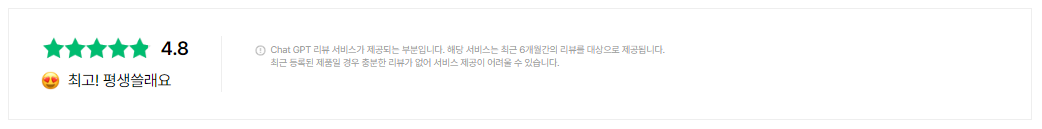 4.8
최고! 평생쓸래요
Chat GPT 리뷰 서비스가 제공되는 부분입니다. 해당 서비스는 최근 6개월간의 리뷰를 대상으로 제공됩니다.
최근 등록된 제품일 경우 충분한 리뷰가 없어 서비스 제공이 어려울 수 있습니다.